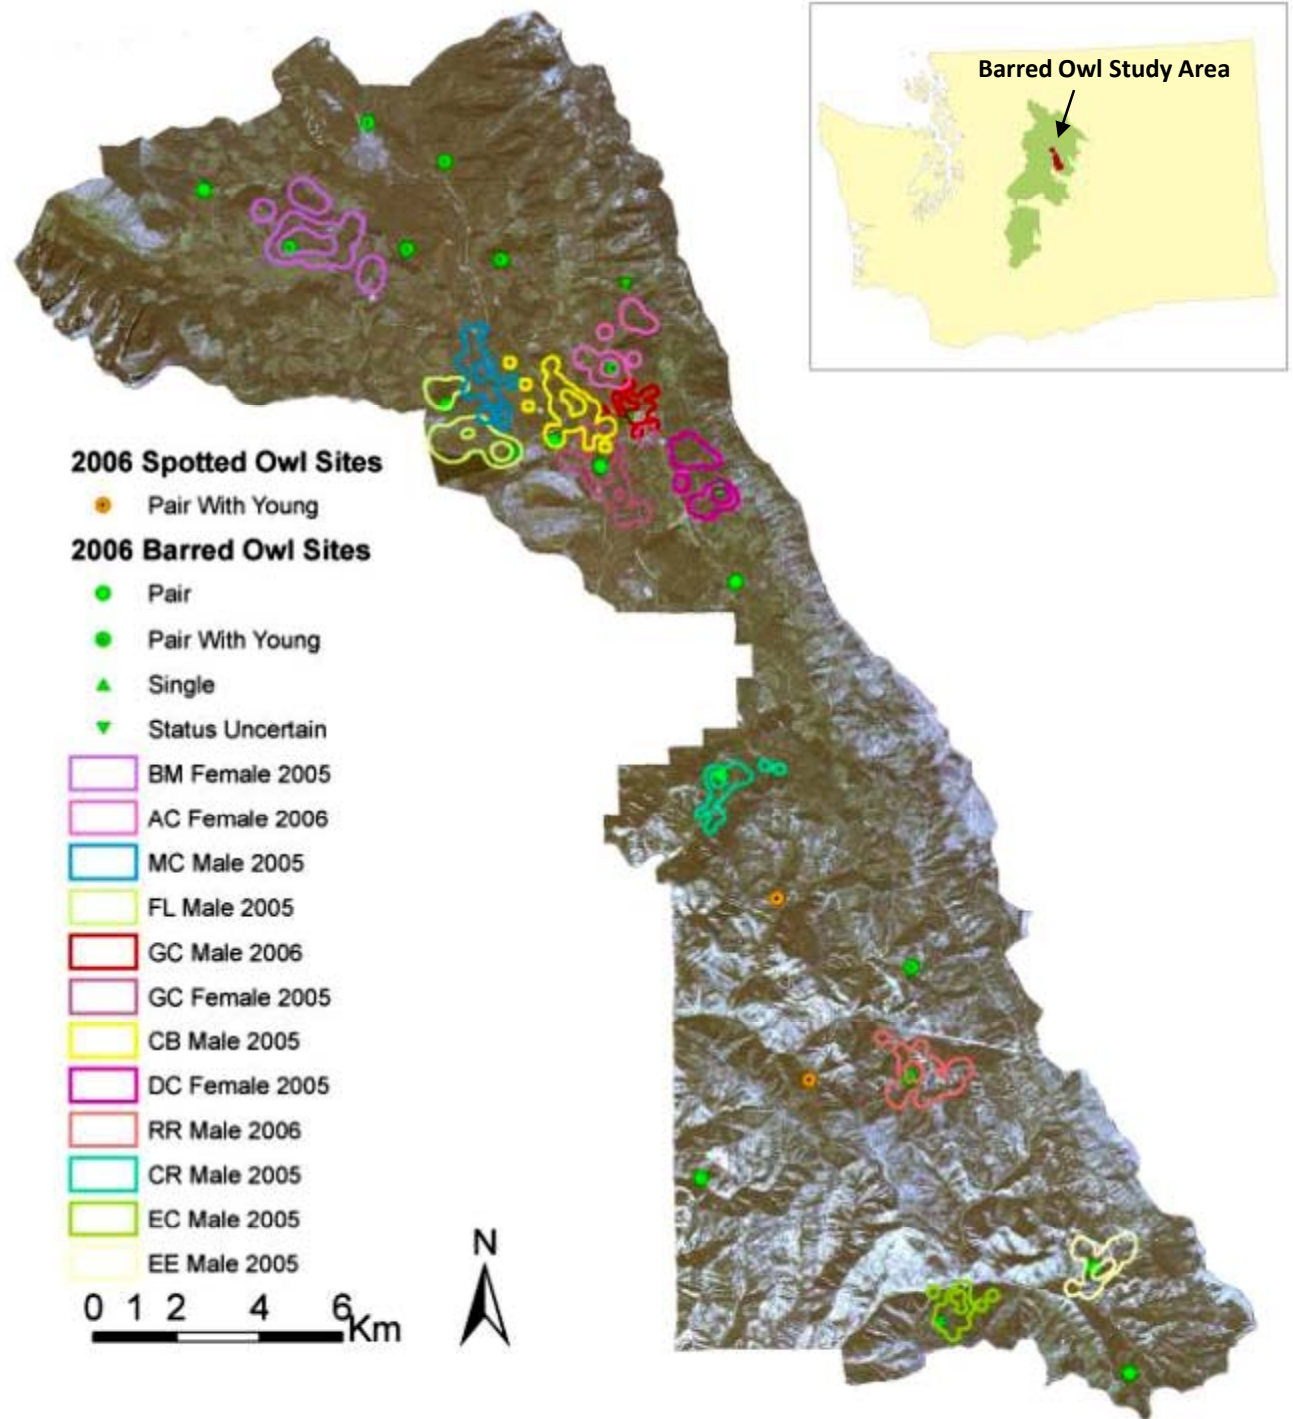 Barred Owl Study Area
2006 Spotted Owl Sites
Pair With Young
2006 Barred Owl Sites
Pair
Pair With Young
Single
Status Uncertain
BM Female 2005
AC Female 2006
MC Male 2005
FL Male 2005
GC Male 2006
GC Female 2005
CB Male 2005
DC Female 2005
RR Male 2006
CR Male 2005
EC Male 2005
EE Male 2005
0 1 2 4 6 Km
N